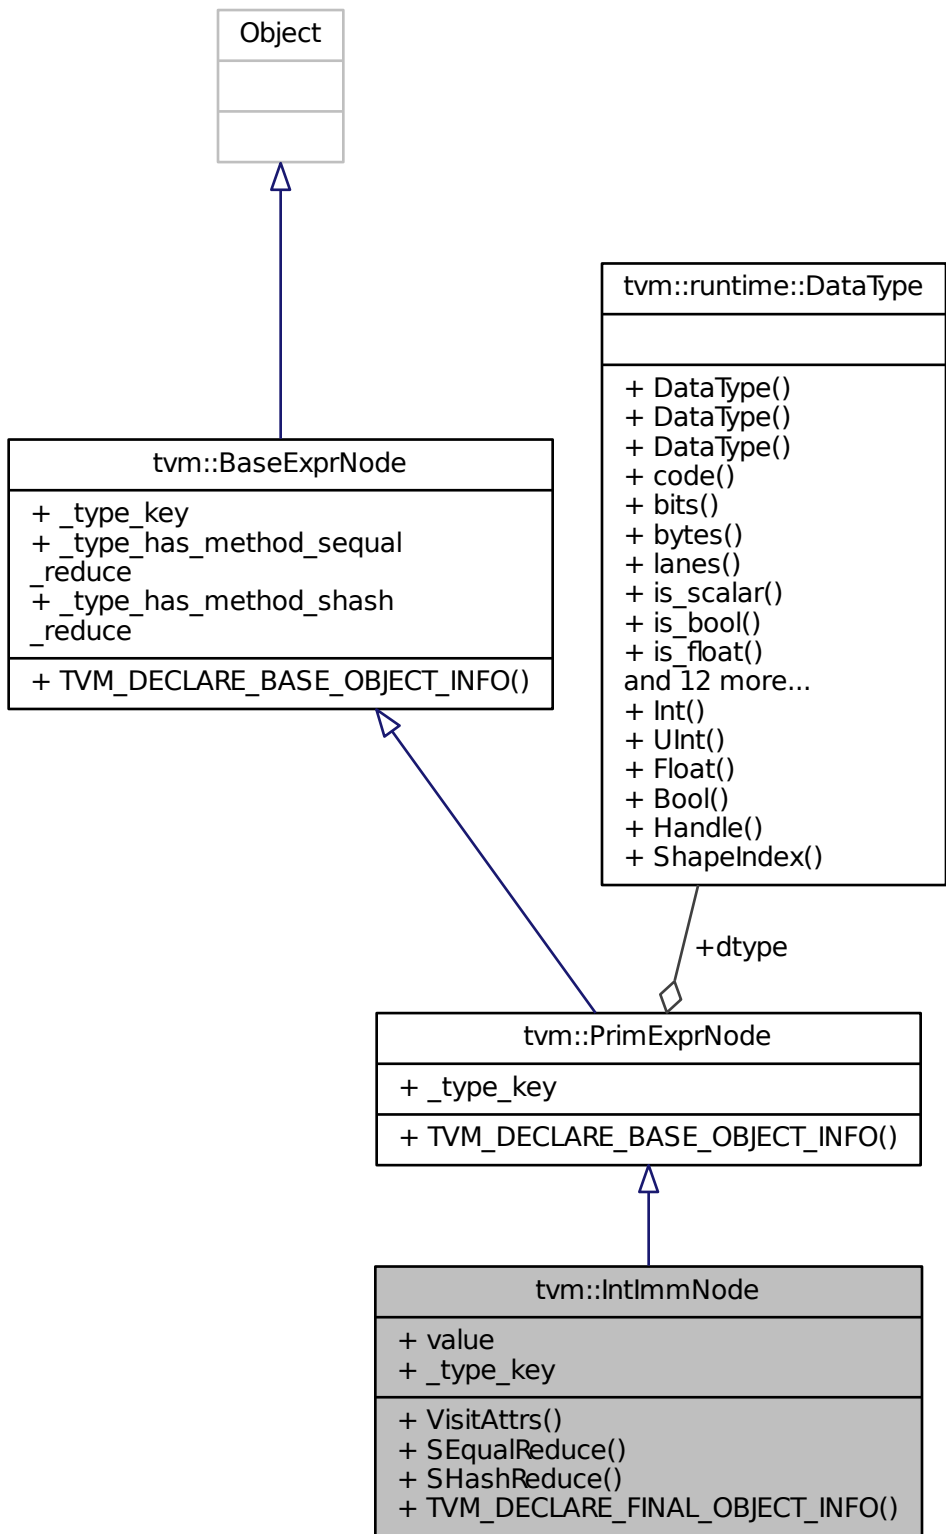 Object
tvm::runtime::DataType
+ DataType()
+ DataType()
+ DataType()
+ code()
+ bits()
+ bytes()
+ lanes()
+ is_scalar()
+ is_bool()
+ is_float()
and 12 more...
+ Int()
+ UInt()
+ Float()
+ Bool()
+ Handle()
+ ShapeIndex()
tvm::BaseExprNode
+ _type_key
+ _type_has_method_sequal
_reduce
+ _type_has_method_shash
_reduce
+ TVM_DECLARE_BASE_OBJECT_INFO()
+dtype
tvm::PrimExprNode
+ _type_key
+ TVM_DECLARE_BASE_OBJECT_INFO()
tvm::IntImmNode
+ value
+ _type_key
+ VisitAttrs()
+ SEqualReduce()
+ SHashReduce()
+ TVM_DECLARE_FINAL_OBJECT_INFO()